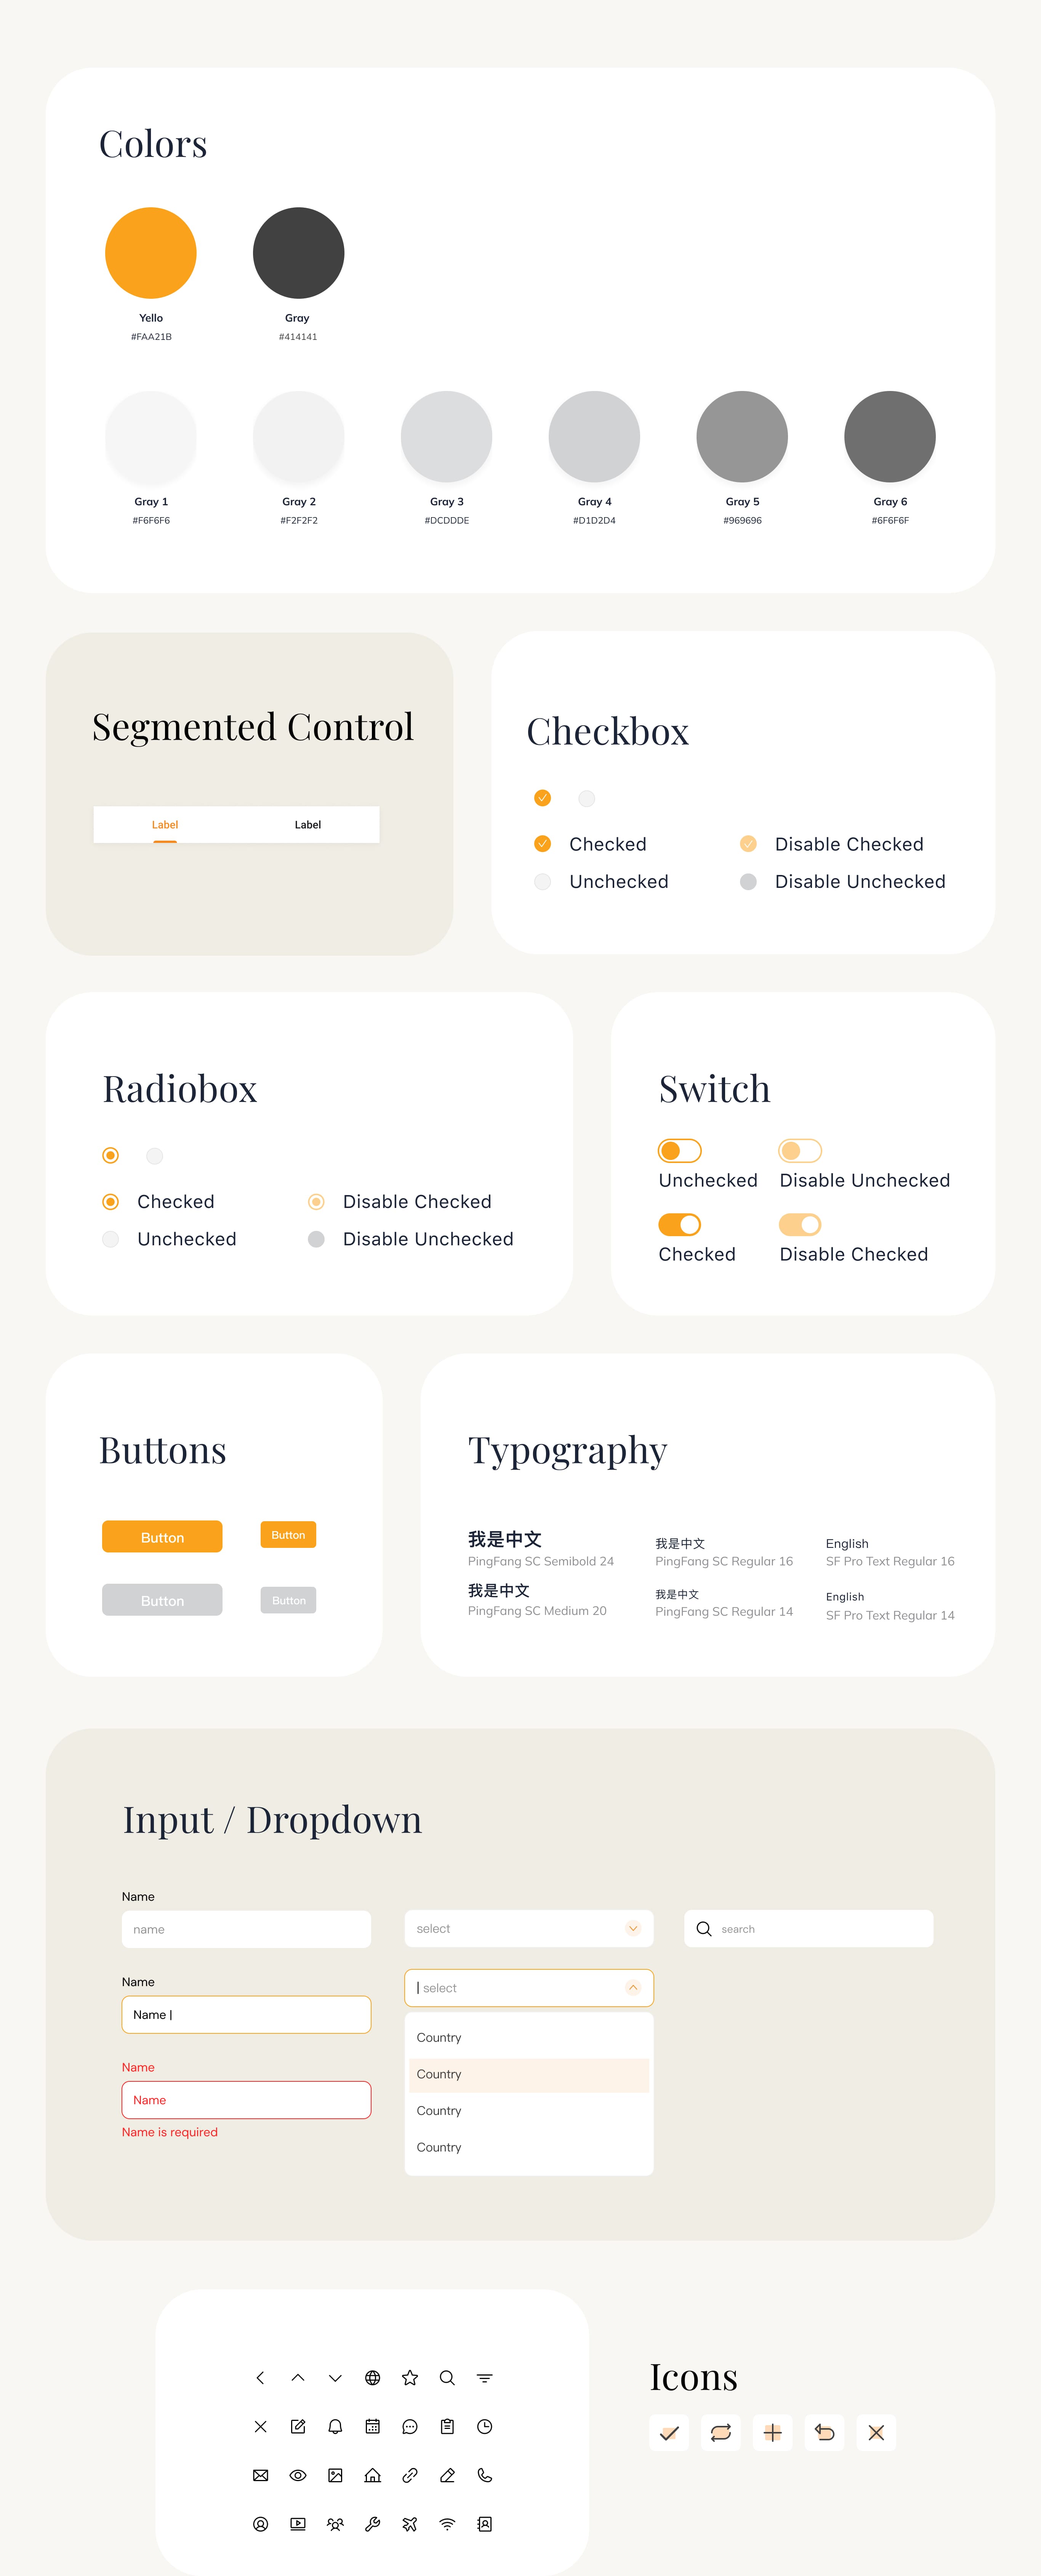 Colors
Yello
Gray
#FAA21B
#414141
Gray 1
Gray 2
Gray 3
Gray 4
Gray 5
Gray 6
#F6F6F6
#F2F2F2
#DCDDDE
#D1D2D4
#969696
#6F6F6F
Segmented Control
Label
Label
Checkbox
Checked
Disable Checked
Unchecked
Disable Unchecked
Radiobox
Checked
Disable Checked
Unchecked
Disable Unchecked
Switch
Unchecked
Disable Unchecked
Checked
Disable Checked
Buttons
Button
Button
Button
Button
Typography
我是中文
PingFang SC Semibold 24
我是中文
PingFang SC Medium 20
我是中文
PingFang SC Regular 16
我是中文
PingFang SC Regular 14
English
SF Pro Text Regular 16
English
SF Pro Text Regular 14
Input / Dropdown
Name
name
Name
Name |
Name
Name
Name is required
select
| select
Country
Country
Country
Country
search
Icons